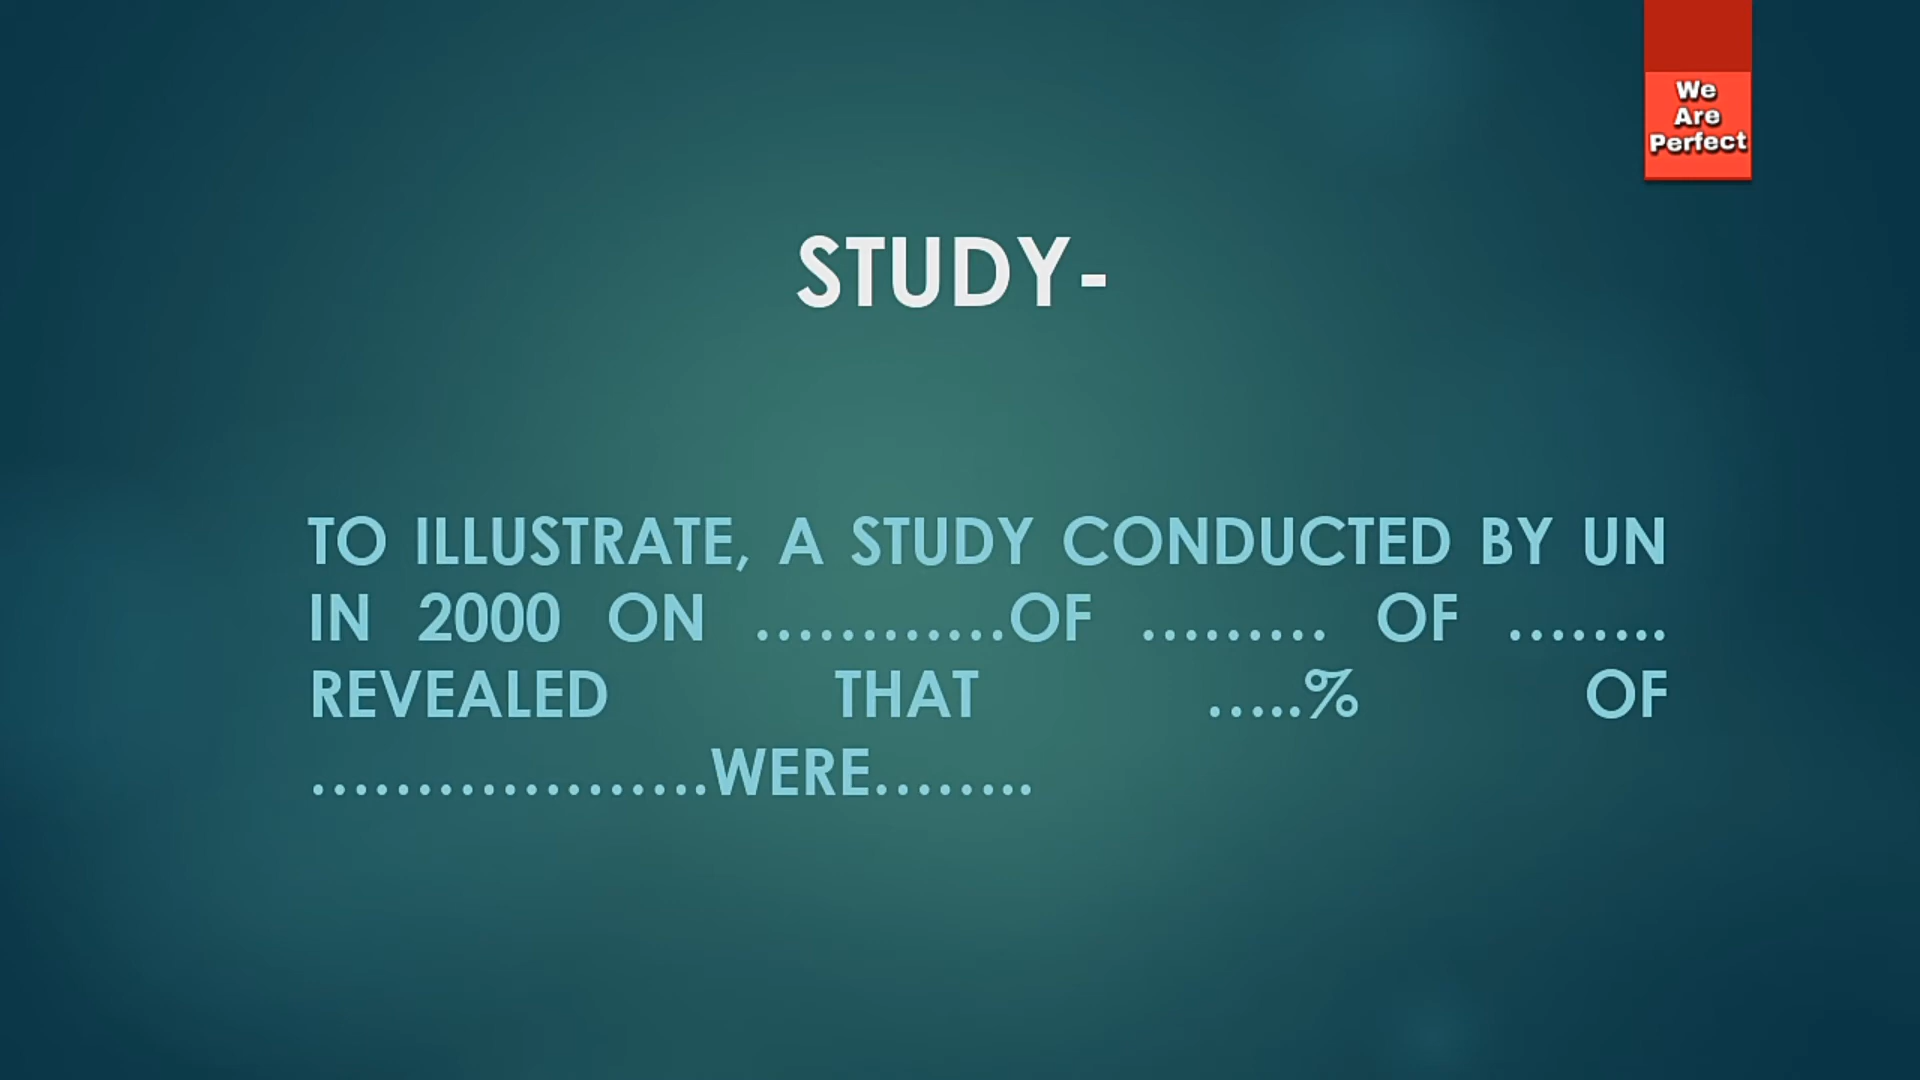 We
Are
Perfect
STUDY-
TO ILLUSTRATE, A STUDY CONDUCTED BY UN
IN 2000 ON ............OF ......... OF ........
REVEALED THAT .....% OF
...................WERE........